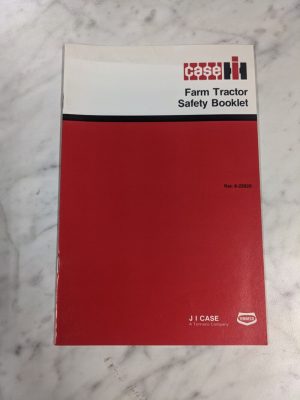 case IH
Farm Tractor
Safety Booklet
J I CASE
A Tenneco Company